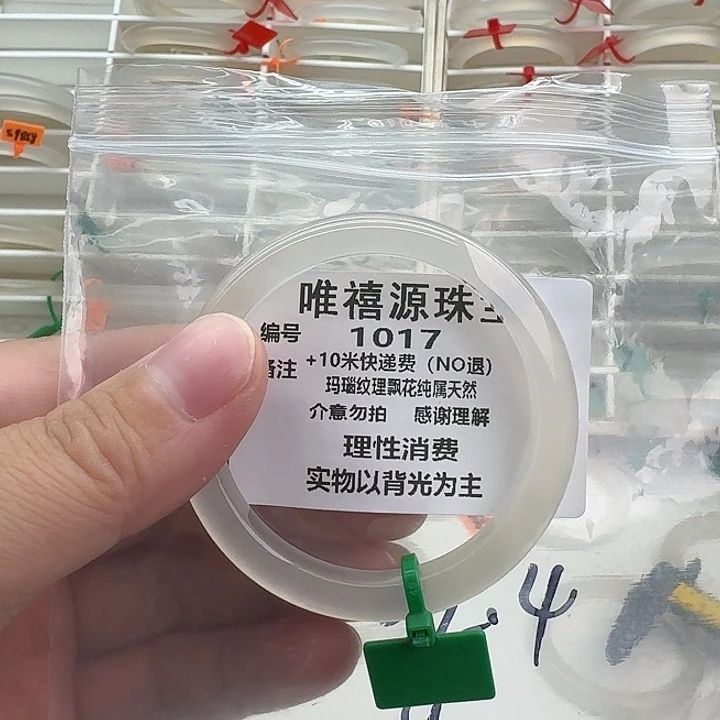 唯禧源珠
编号 1017
备注 +10米快递费（NO退）
玛瑙纹理飘花纯属天然
介意勿拍 感谢理解
理性消费
实物以背光为主